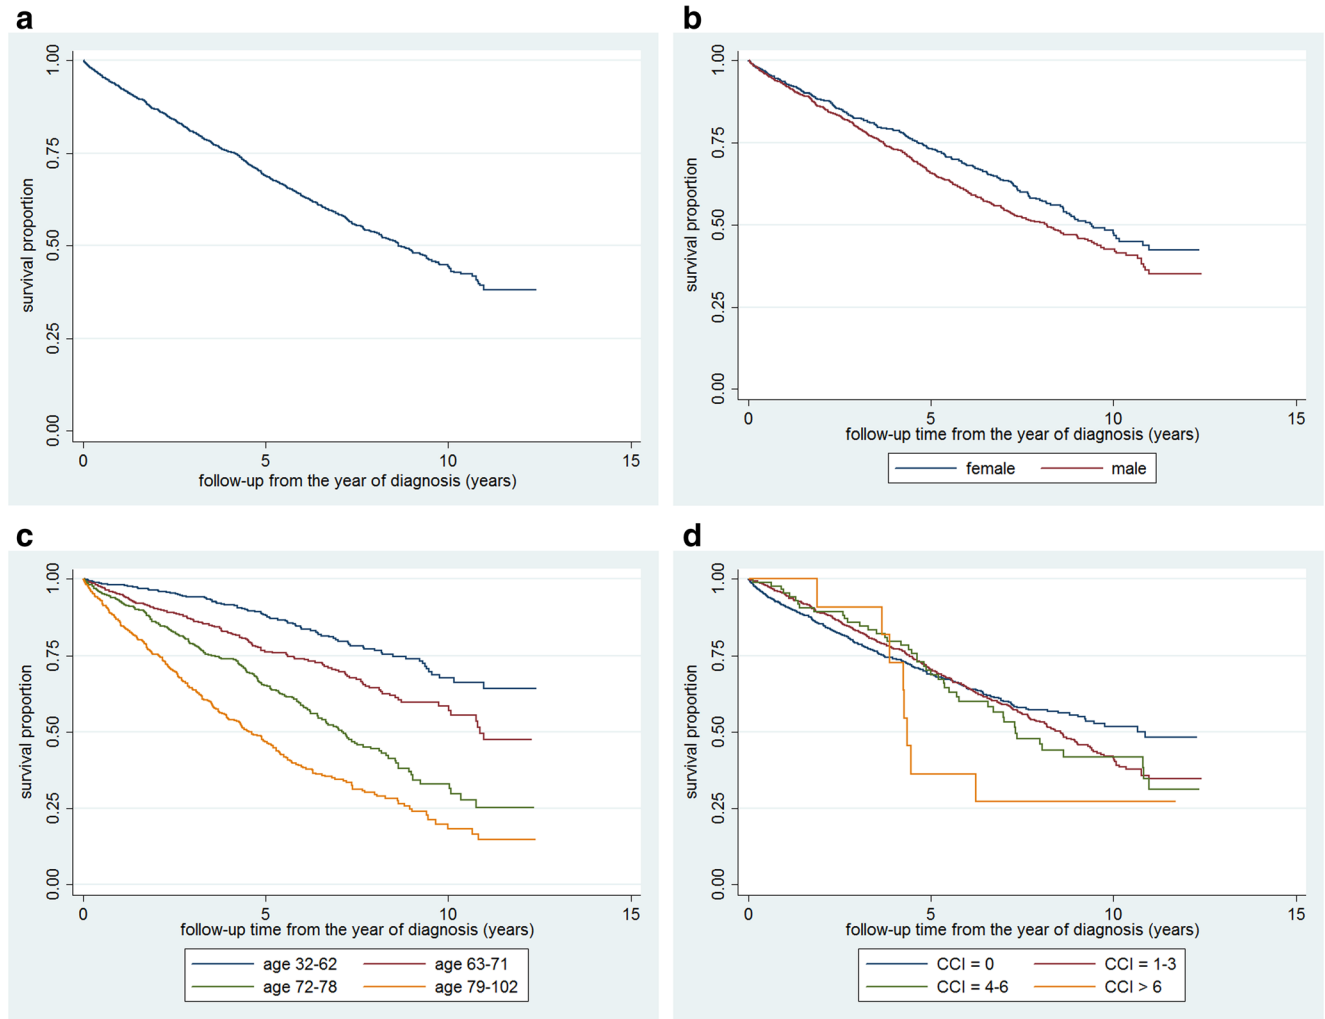 a
1.00
0.75
0.50
0.25
0.00
survival proportion
0 5 10 15
follow-up from the year of diagnosis (years)
b
1.00
0.75
0.50
0.25
0.00
survival proportion
0 5 10 15
follow-up time from the year of diagnosis (years)
female male
c
1.00
0.75
0.50
0.25
0.00
survival proportion
0 5 10 15
follow-up time from the year of diagnosis (years)
age 32-62 age 63-71
age 72-78 age 79-102
d
1.00
0.75
0.50
0.25
0.00
survival proportion
0 5 10 15
follow-up time from the year of diagnosis (years)
CCI = 0 CCI = 1-3
CCI = 4-6 CCI > 6